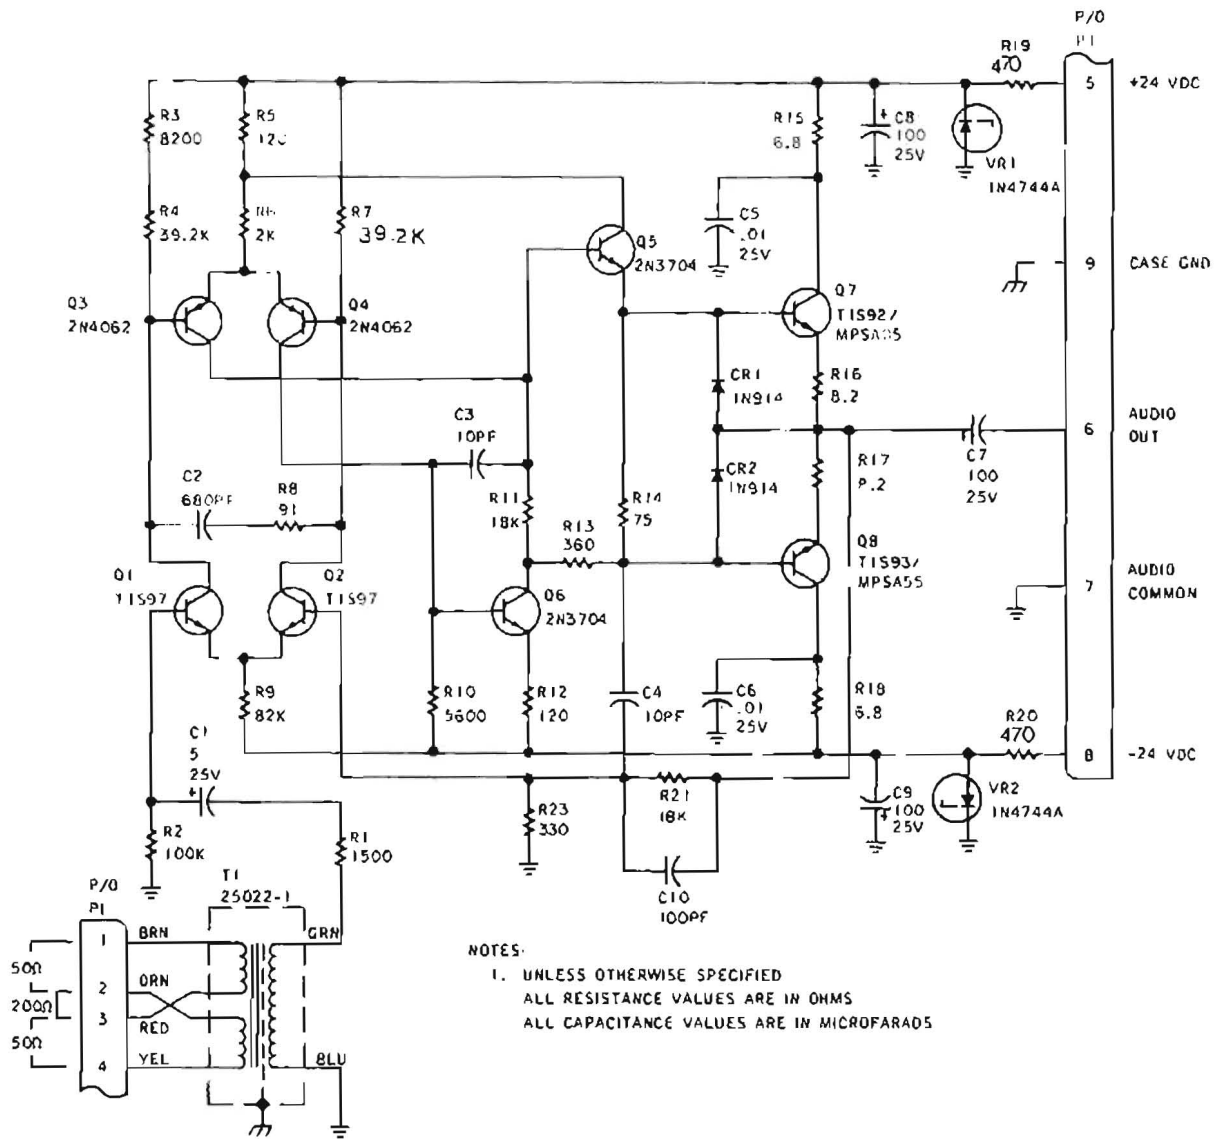 P/O
P1
R19
470
5
+24 VDC
R3
8200
R5
R15
6.8
C8
100
25V
+
VR1
1N4744A
R4
39.2K
R6
2K
R7
39.2K
C5
.01
25V
Q5
2N3704
9
CASE GND
Q3
2N4062
Q4
2N4062
Q7
TIS92/
MPSA05
CR1
1N914
R16
8.2
C3
10PF
6
AUDIO
OUT
C7
100
25V
+
C2
680PF
R8
91
R11
18K
R14
75
CR2
1N914
R17
8.2
R13
360
Q8
TIS93/
MPSA55
Q1
TIS97
Q2
TIS97
Q6
2N3704
7
AUDIO
COMMON
R9
82K
R10
5600
R12
120
C4
10PF
C6
.01
25V
R18
6.8
R20
470
8
-24 VDC
C1
5
25V
+
R23
330
R21
18K
C9
100
25V
+
VR2
1N4744A
R2
100K
R1
1500
C10
100PF
T1
25022-1
P/O
P1
1
BRN
GRN
50Ω
2
ORN
200Ω
3
RED
50Ω
4
YEL
BLU
NOTES:
1. UNLESS OTHERWISE SPECIFIED
ALL RESISTANCE VALUES ARE IN OHMS
ALL CAPACITANCE VALUES ARE IN MICROFARADS